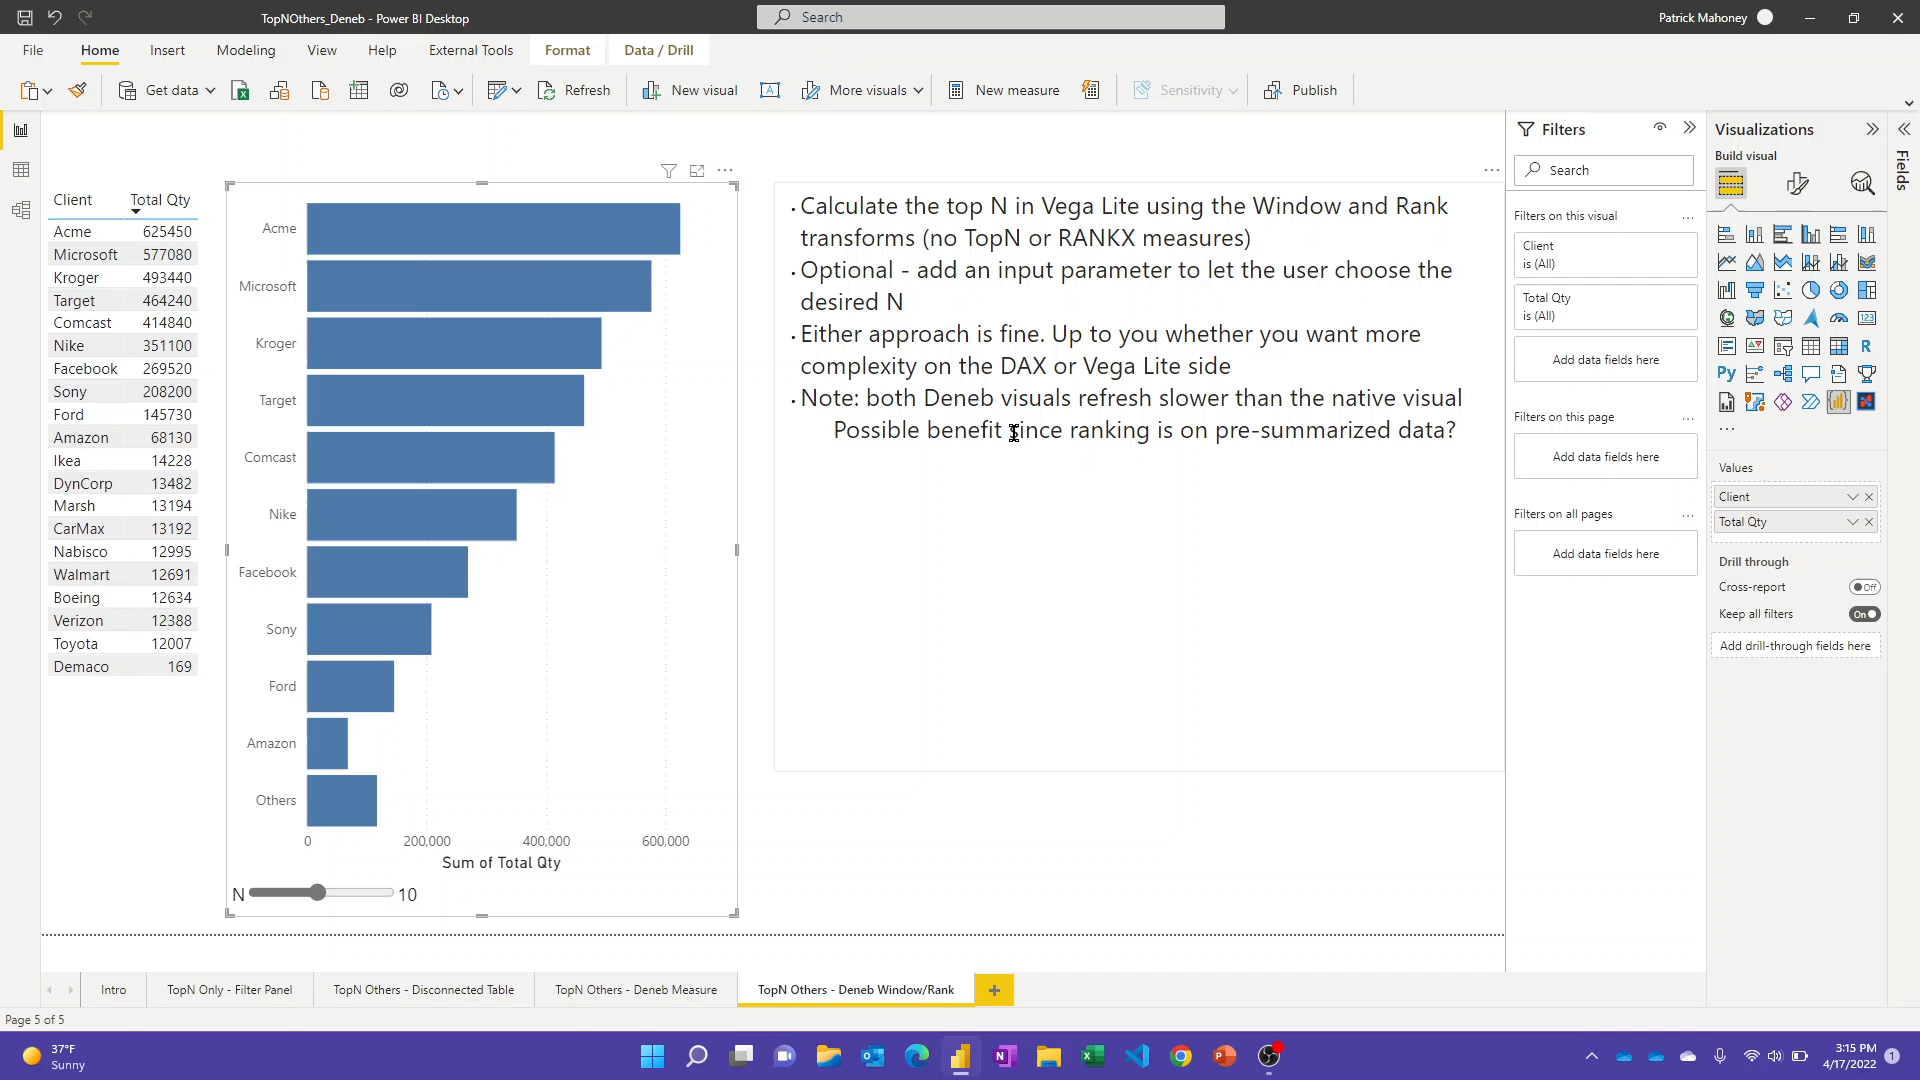 TopNOthers_Deneb - Power BI Desktop
Search
Patrick Mahoney
File
Home
Insert
Modeling
View
Help
External Tools
Format
Data / Drill
Get data
Refresh
New visual
More visuals
New measure
Sensitivity
Publish
Client Total Qty
Acme 625450
Microsoft 577080
Kroger 493440
Target 464240
Comcast 414840
Nike 351100
Facebook 269520
Sony 208200
Ford 145730
Amazon 68130
Ikea 14228
DynCorp 13482
Marsh 13194
CarMax 13192
Nabisco 12995
Walmart 12691
Boeing 12634
Verizon 12388
Toyota 12007
Demaco 169
Acme
Microsoft
Kroger
Target
Comcast
Nike
Facebook
Sony
Ford
Amazon
Others
0 200,000 400,000 600,000
Sum of Total Qty
N 10
. Calculate the top N in Vega Lite using the Window and Rank
transforms (no TopN or RANKX measures)
. Optional - add an input parameter to let the user choose the
desired N
. Either approach is fine. Up to you whether you want more
complexity on the DAX or Vega Lite side
. Note: both Deneb visuals refresh slower than the native visual
Possible benefit since ranking is on pre-summarized data?
Filters
Search
Filters on this visual
Client
is (All)
Total Qty
is (All)
Add data fields here
Filters on this page
Add data fields here
Filters on all pages
Add data fields here
Visualizations
Build visual
123
R
Py
Values
Client
Total Qty
Drill through
Cross-report Off
Keep all filters On
Add drill-through fields here
Fields
Intro
TopN Only - Filter Panel
TopN Others - Disconnected Table
TopN Others - Deneb Measure
TopN Others - Deneb Window/Rank
Page 5 of 5
37°F
Sunny
3:15 PM
4/17/2022
1